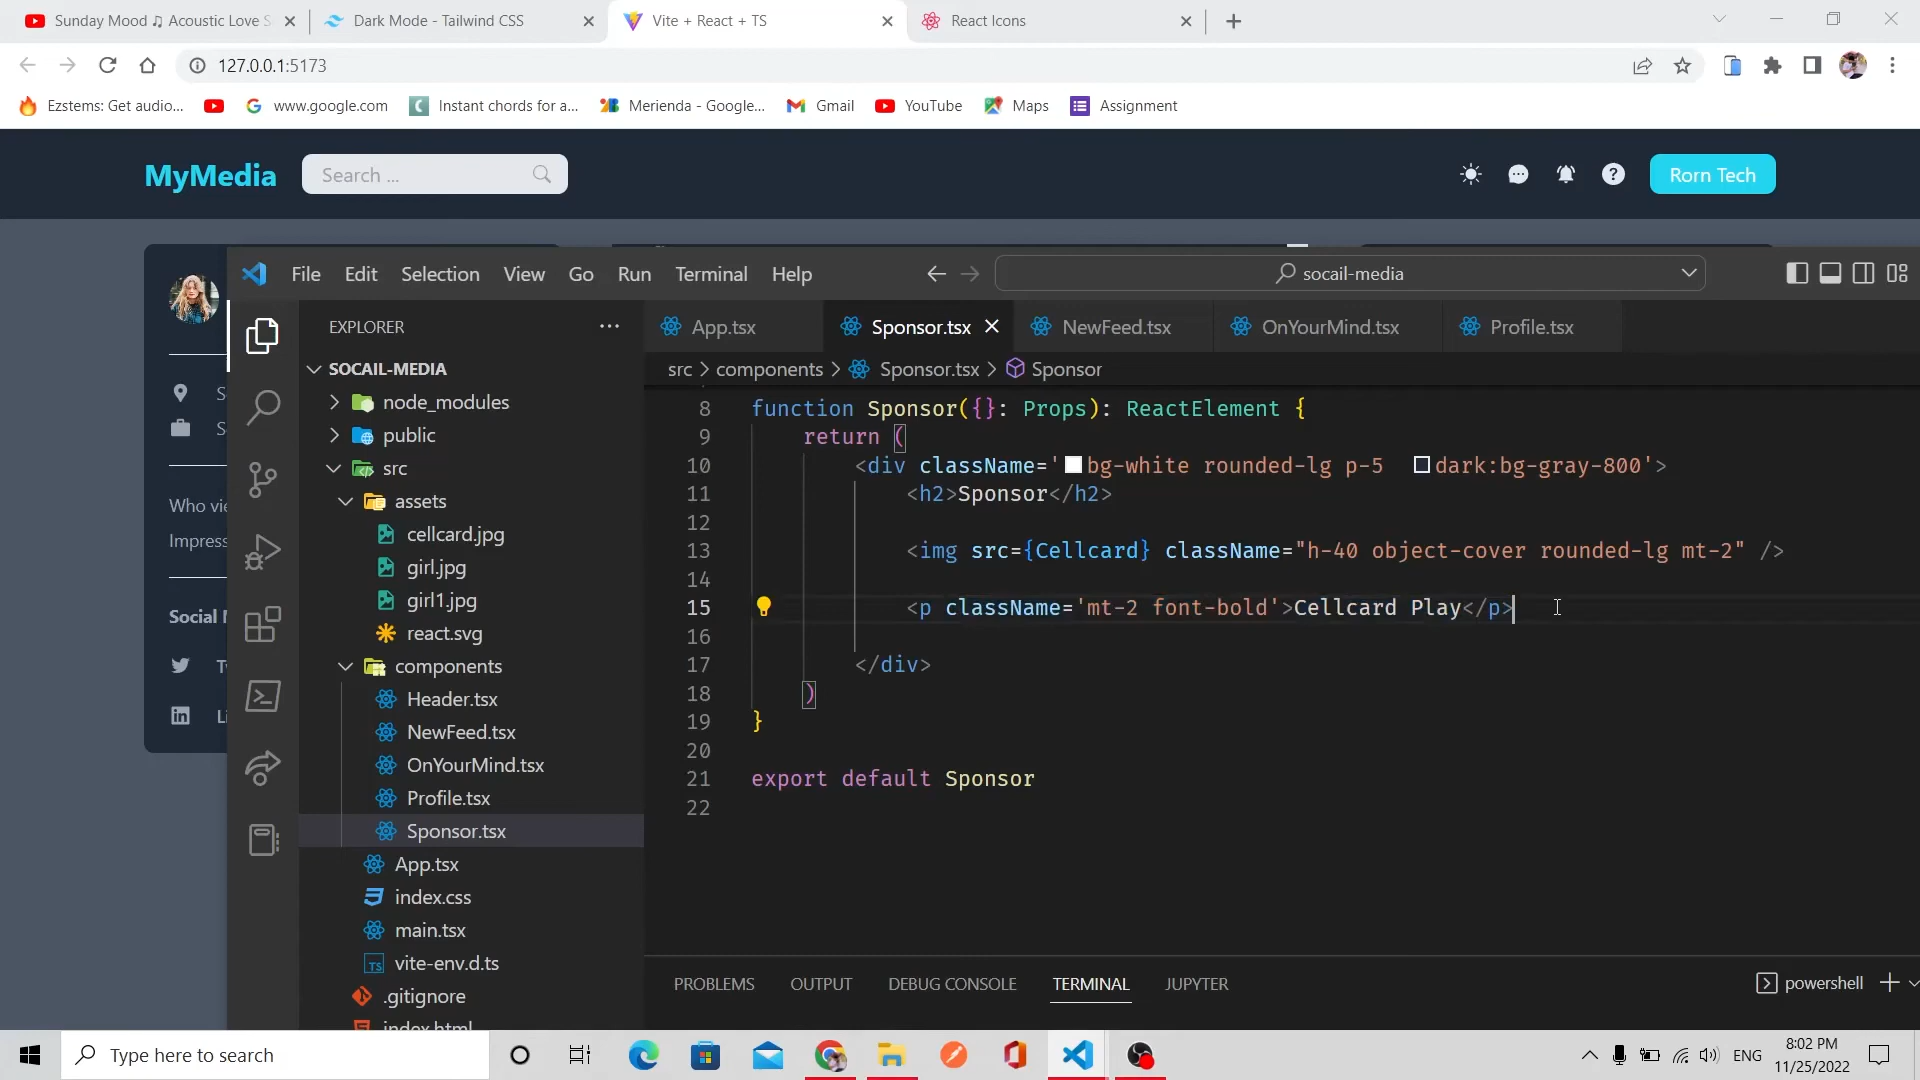 Sunday Mood ♫ Acoustic Love S
Dark Mode - Tailwind CSS
Vite + React + TS
React Icons
127.0.0.1:5173
Ezstems: Get audio...
www.google.com
Instant chords for a...
Merienda - Google...
Gmail
YouTube
Maps
Assignment
MyMedia
Search ...
Rorn Tech
File Edit Selection View Go Run Terminal Help
socail-media
EXPLORER
App.tsx
Sponsor.tsx
NewFeed.tsx
OnYourMind.tsx
Profile.tsx
src > components > Sponsor.tsx > Sponsor
SOCAIL-MEDIA
node_modules
public
src
assets
cellcard.jpg
girl.jpg
girl1.jpg
react.svg
components
Header.tsx
NewFeed.tsx
OnYourMind.tsx
Profile.tsx
Sponsor.tsx
App.tsx
index.css
main.tsx
vite-env.d.ts
.gitignore
index.html
Who vie
Impress
Social N
8 function Sponsor({}: Props): ReactElement {
9 return (
10 <div className='bg-white rounded-lg p-5 dark:bg-gray-800'>
11 <h2>Sponsor</h2>
12
13 <img src={Cellcard} className="h-40 object-cover rounded-lg mt-2" />
14
15 <p className='mt-2 font-bold'>Cellcard Play</p>
16
17 </div>
18 )
19 }
20
21 export default Sponsor
22
PROBLEMS OUTPUT DEBUG CONSOLE TERMINAL JUPYTER
powershell
Type here to search
ENG
8:02 PM
11/25/2022